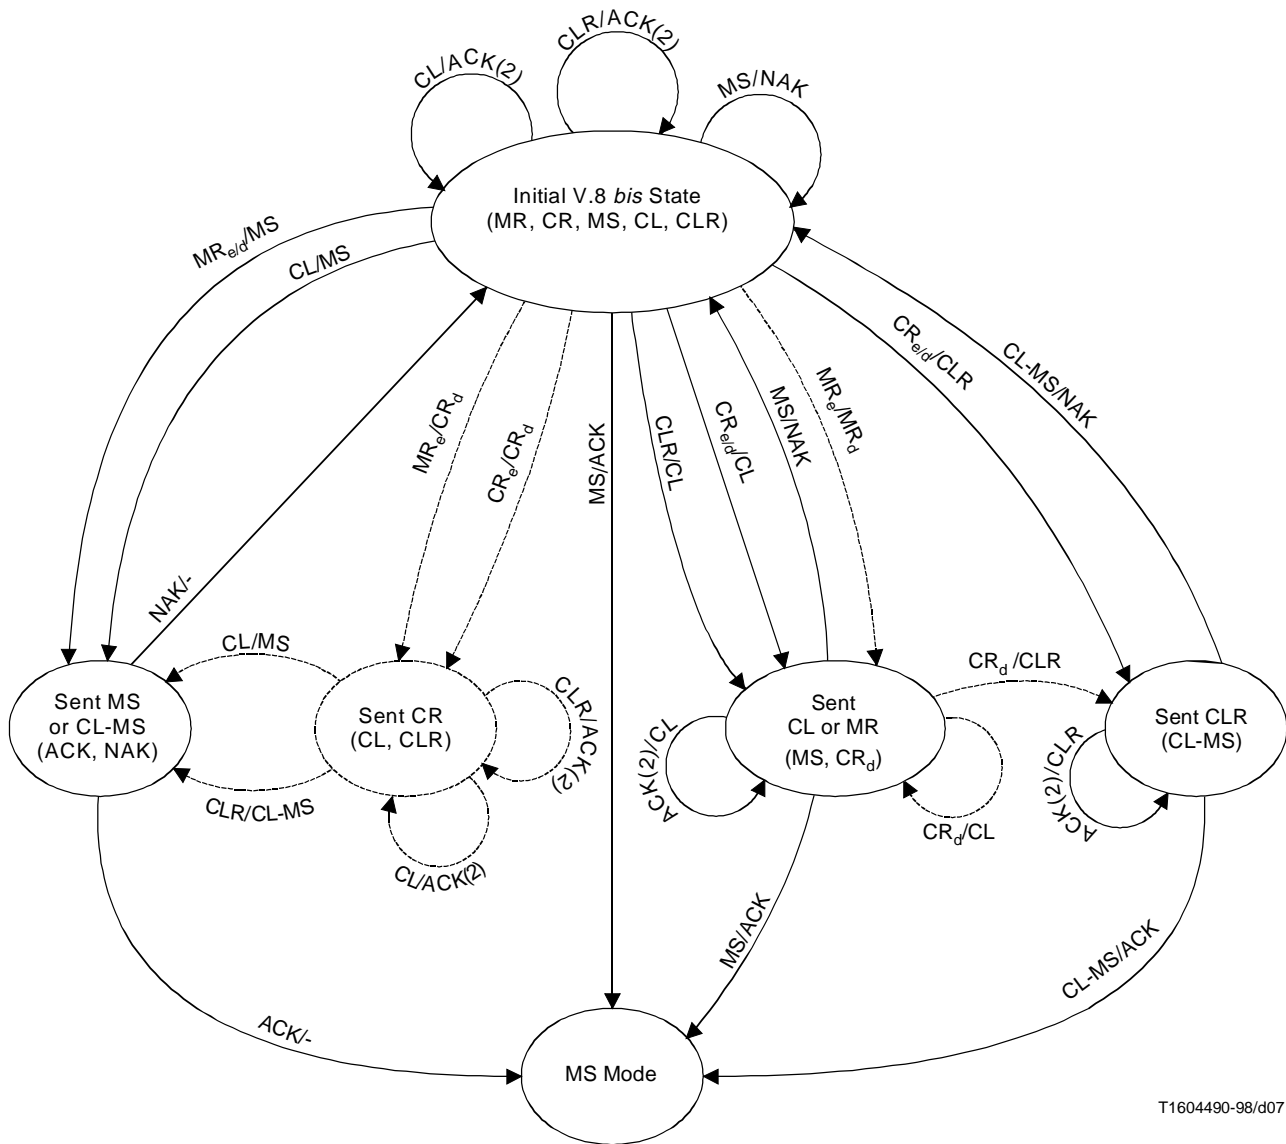 CLR/ACK(2)
CL/ACK(2)
MS/NAK
Initial V.8 bis State
(MR, CR, MS, CL, CLR)
MRe/d/MS
CL/MS
CRe/d/CLR
CL-MS/NAK
MRe/CRd
CRe/CRd
MS/ACK
CLR/CL
CRe/d/CL
MS/NAK
MRe/MRd
NAK/-
CL/MS
CRd/CLR
Sent MS
or CL-MS
(ACK, NAK)
Sent CR
(CL, CLR)
CLR/ACK(2)
Sent
CL or MR
(MS, CRd)
Sent CLR
(CL-MS)
ACK(2)/CL
ACK(2)/CLR
CLR/CL-MS
CRd/CL
CL/ACK(2)
MS/ACK
CL-MS/ACK
ACK/-
MS Mode
T1604490-98/d07